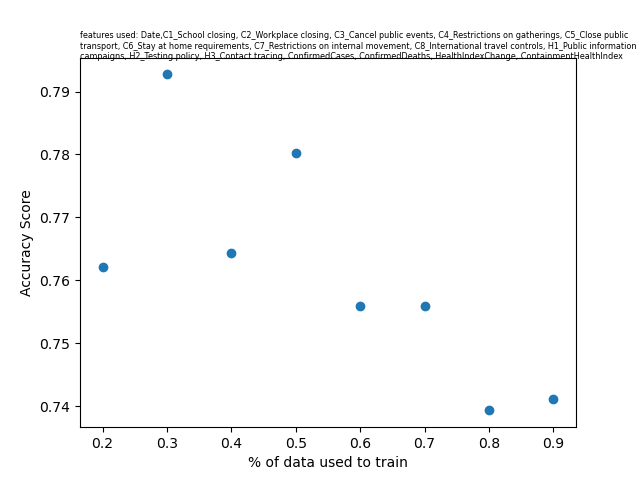 features used: Date,C1_School closing, C2_Workplace closing, C3_Cancel public events, C4_Restrictions on gatherings, C5_Close public
transport, C6_Stay at home requirements, C7_Restrictions on internal movement, C8_International travel controls, H1_Public information
campaigns, H2_Testing policy, H3_Contact tracing, ConfirmedCases, ConfirmedDeaths, HealthIndexChange, ContainmentHealthIndex
0.79
0.78
0.77
0.76
0.75
0.74
Accuracy Score
0.2 0.3 0.4 0.5 0.6 0.7 0.8 0.9
% of data used to train